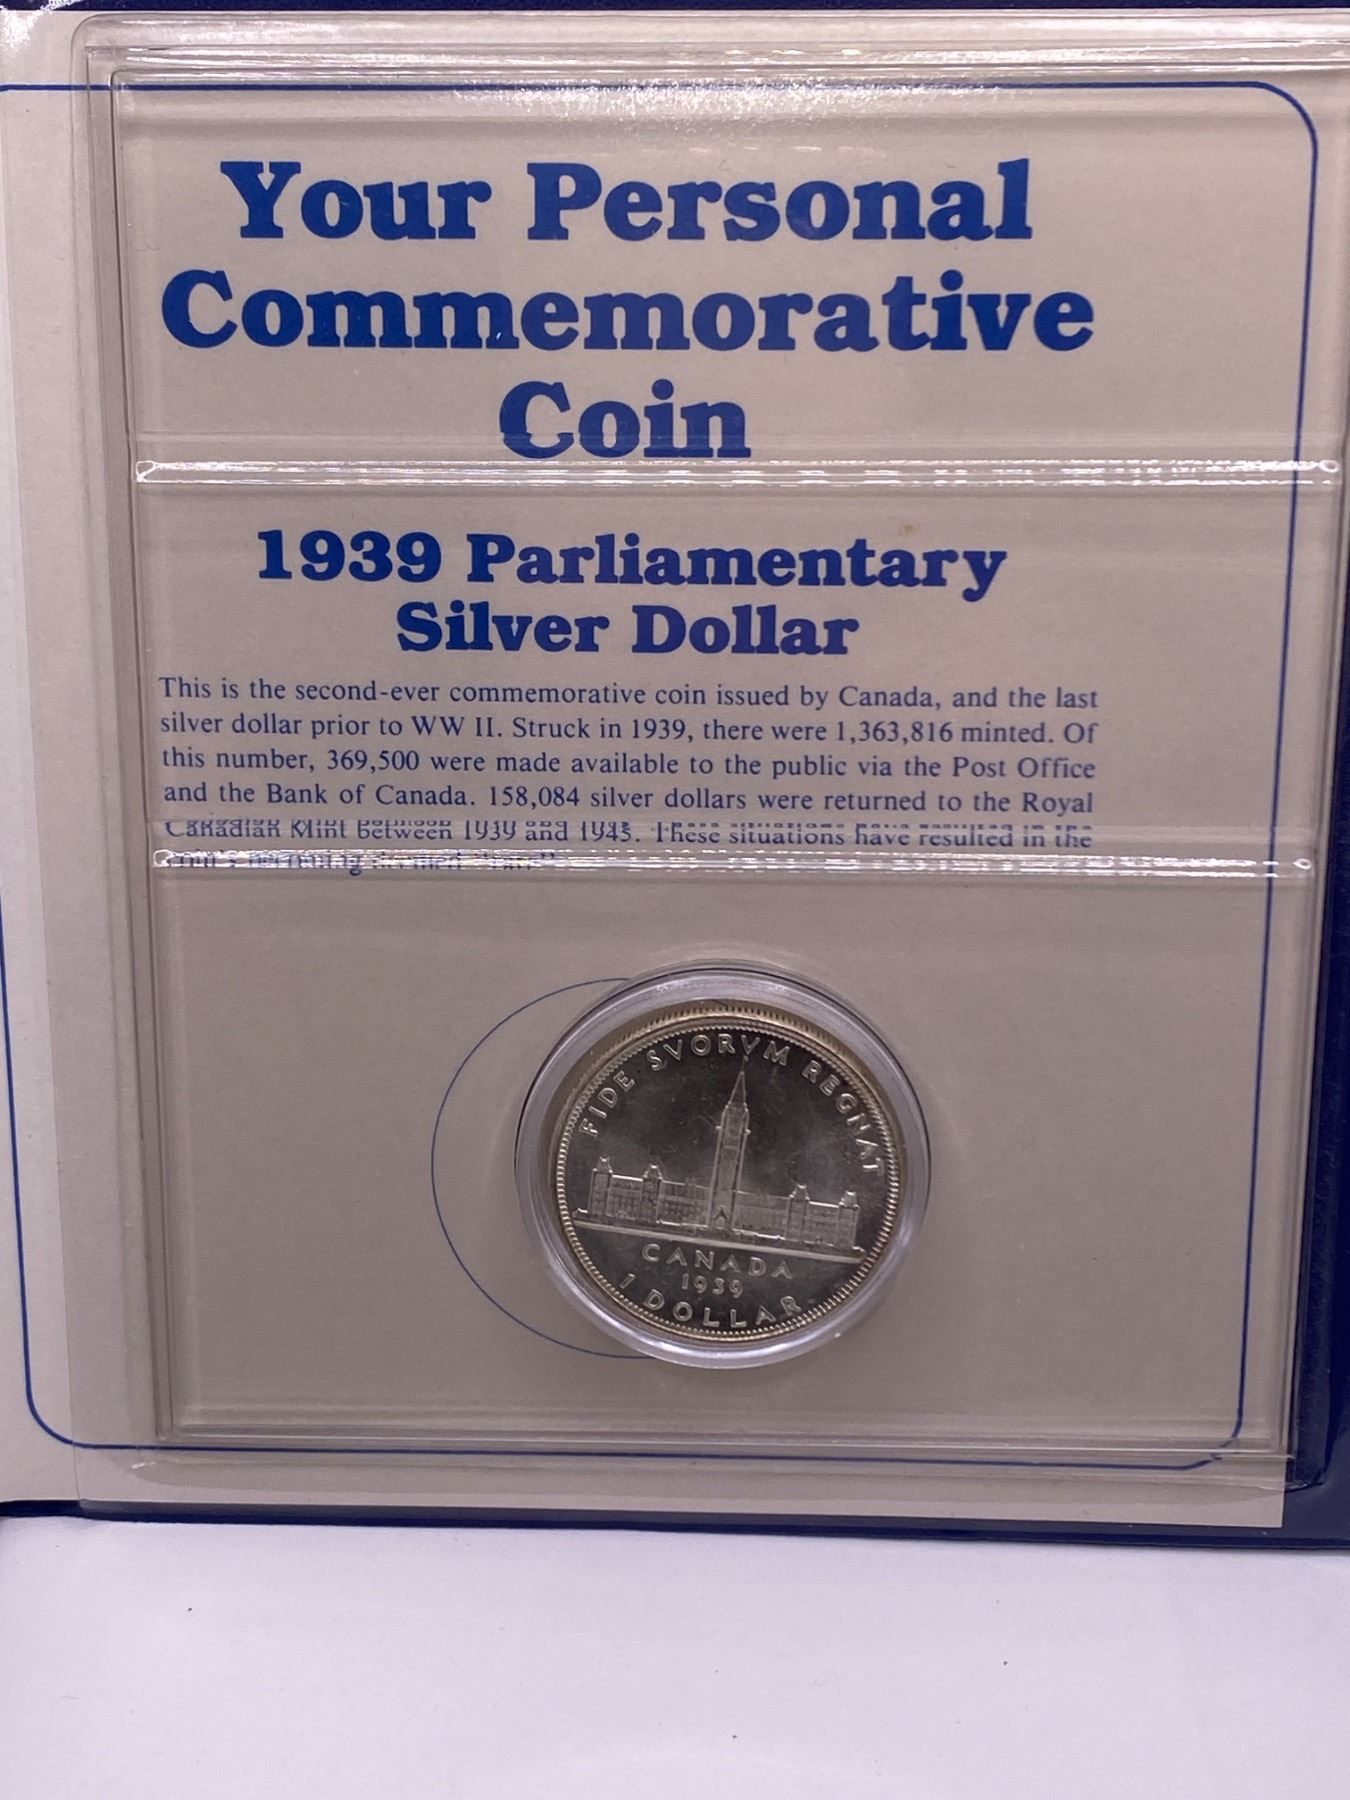 Your Personal
Commemorative
Coin
1939 Parliamentary
Silver Dollar
This is the second-ever commemorative coin issued by Canada, and the last
silver dollar prior to WW II. Struck in 1939, there were 1,363,816 minted. Of
this number, 369,500 were made available to the public via the Post Office
and the Bank of Canada. 158,084 silver dollars were returned to the Royal
Canadian Mint between 1939 and 1945. These situations have resulted in the
FIDE SVORVM REGNAT
CANADA
1939
1 DOLLAR